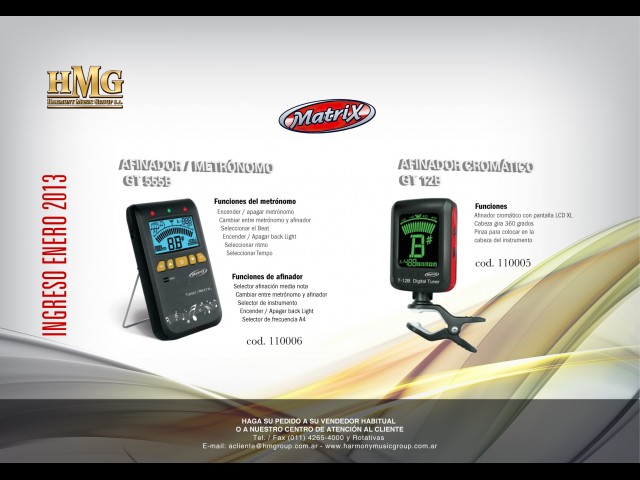 HMG
HARMONY MUSIC GROUP S.A.
MatriX
INGRESO ENERO 2013
AFINADOR / METRÓNOMO
GT 555B
Funciones del metrónomo
Encender / apagar metrónomo
Cambiar entre metrónomo y afinador
Seleccionar el Beat
Encender / Apagar back Light
Seleccionar ritmo
Seleccionar Tempo
Funciones de afinador
Selector afinación media nota
Cambiar entre metrónomo y afinador
Selector de instrumento
Encender / Apagar back Light
Selector de frecuencia A4
cod. 110006
AFINADOR CROMÁTICO
GT 12B
Funciones
Afinador cromático con pantalla LCD XL
Cabeza gira 360 grados
Pinza para colocar en la
cabeza del instrumento
cod. 110005
MatriX
T-12B Digital Tuner
HAGA SU PEDIDO A SU VENDEDOR HABITUAL
O A NUESTRO CENTRO DE ATENCIÓN AL CLIENTE
Tel. / Fax (011) 4265-4000 y Rotativas
E-mail: acliente@hmgroup.com.ar - www.harmonymusicgroup.com.ar